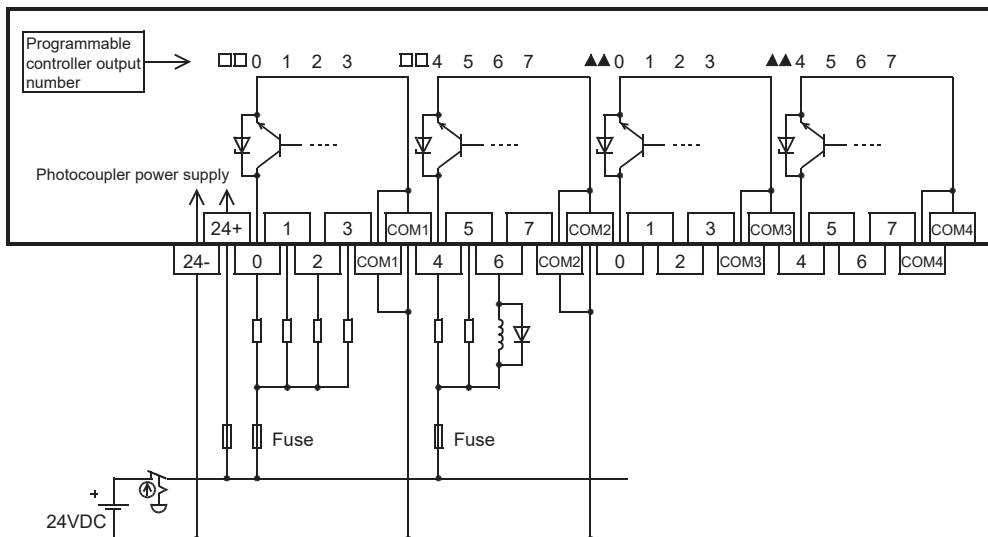 Programmable
controller output
number
□□ 0 1 2 3 □□ 4 5 6 7 ▲▲ 0 1 2 3 ▲▲ 4 5 6 7
Photocoupler power supply
24+ 1 3 COM1 5 7 COM2 1 3 COM3 5 7 COM4
24- 0 2 COM1 4 6 COM2 0 2 COM3 4 6 COM4
Fuse Fuse
+
24VDC